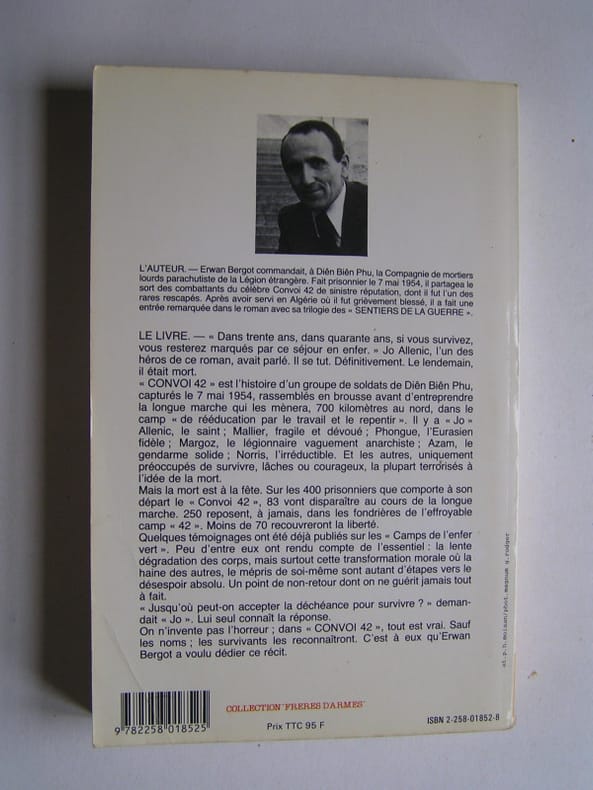 L'AUTEUR. — Erwan Bergot commandait, à Diên Biên Phu, la Compagnie de mortiers
lourds parachutiste de la Légion étrangère. Fait prisonnier le 7 mai 1954, il partagea le
sort des combattants du célèbre Convoi 42 de sinistre réputation, dont il fut l'un des
rares rescapés. Après avoir servi en Algérie où il fut grièvement blessé, il a fait une
entrée remarquée dans le roman avec sa trilogie des « SENTIERS DE LA GUERRE ».
LE LIVRE. — « Dans trente ans, dans quarante ans, si vous survivez,
vous resterez marqués par ce séjour en enfer. » Jo Allenic, l'un des
héros de ce roman, avait parlé. Il se tut. Définitivement. Le lendemain,
il était mort.
« CONVOI 42 » est l'histoire d'un groupe de soldats de Diên Biên Phu,
capturés le 7 mai 1954, rassemblés en brousse avant d'entreprendre
la longue marche qui les mènera, 700 kilomètres au nord, dans le
camp « de rééducation par le travail et le repentir ». Il y a « Jo »
Allenic, le saint ; Mallier, fragile et dévoué ; Phongue, l'Eurasien
fidèle ; Margoz, le légionnaire vaguement anarchiste ; Azam, le
gendarme solide ; Norris, l'irréductible. Et les autres, uniquement
préoccupés de survivre, lâches ou courageux, la plupart terrorisés à
l'idée de la mort.
Mais la mort est à la fête. Sur les 400 prisonniers que comporte à son
départ le « Convoi 42 », 83 vont disparaître au cours de la longue
marche. 250 reposent, à jamais, dans les fondrières de l'effroyable
camp « 42 ». Moins de 70 recouvreront la liberté.
Quelques témoignages ont été déjà publiés sur les « Camps de l'enfer
vert ». Peu d'entre eux ont rendu compte de l'essentiel : la lente
dégradation des corps, mais surtout cette transformation morale où la
haine des autres, le mépris de soi-même sont autant d'étapes vers le
désespoir absolu. Un point de non-retour dont on ne guérit jamais tout
à fait.
« Jusqu'où peut-on accepter la déchéance pour survivre ? » deman-
dait « Jo ». Lui seul connaît la réponse.
On n'invente pas l'horreur ; dans « CONVOI 42 », tout est vrai. Sauf
les noms ; les survivants les reconnaîtront. C'est à eux qu'Erwan
Bergot a voulu dédier ce récit.
at.p.h.moisan/phot.magnum g.rodger
COLLECTION "FRERES D'ARMES"
Prix TTC 95 F
ISBN 2-258-01852-8
9 782258 018525